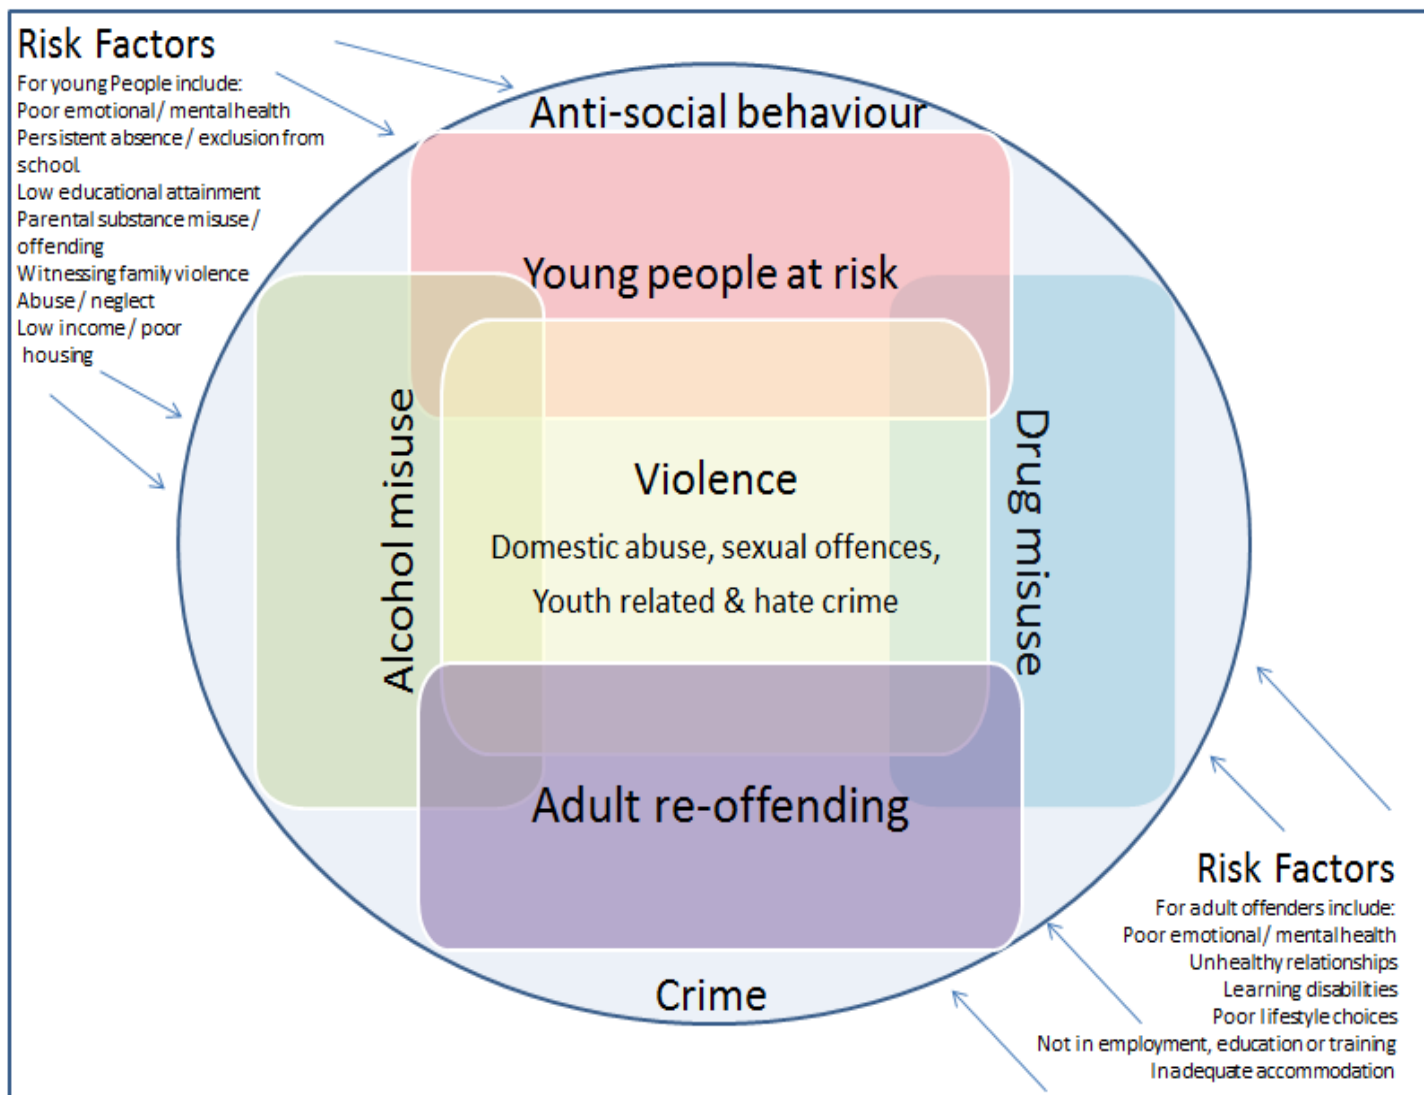 Risk Factors
For young People include:
Poor emotional / mental health
Persistent absence / exclusion from
school.
Low educational attainment
Parental substance misuse /
offending
Witnessing family violence
Abuse / neglect
Low income / poor
housing
Anti-social behaviour
Young people at risk
Alcohol misuse
Violence
Domestic abuse, sexual offences,
Youth related & hate crime
Drug misuse
Adult re-offending
Crime
Risk Factors
For adult offenders include:
Poor emotional / mental health
Unhealthy relationships
Learning disabilities
Poor lifestyle choices
Not in employment, education or training
Inadequate accommodation